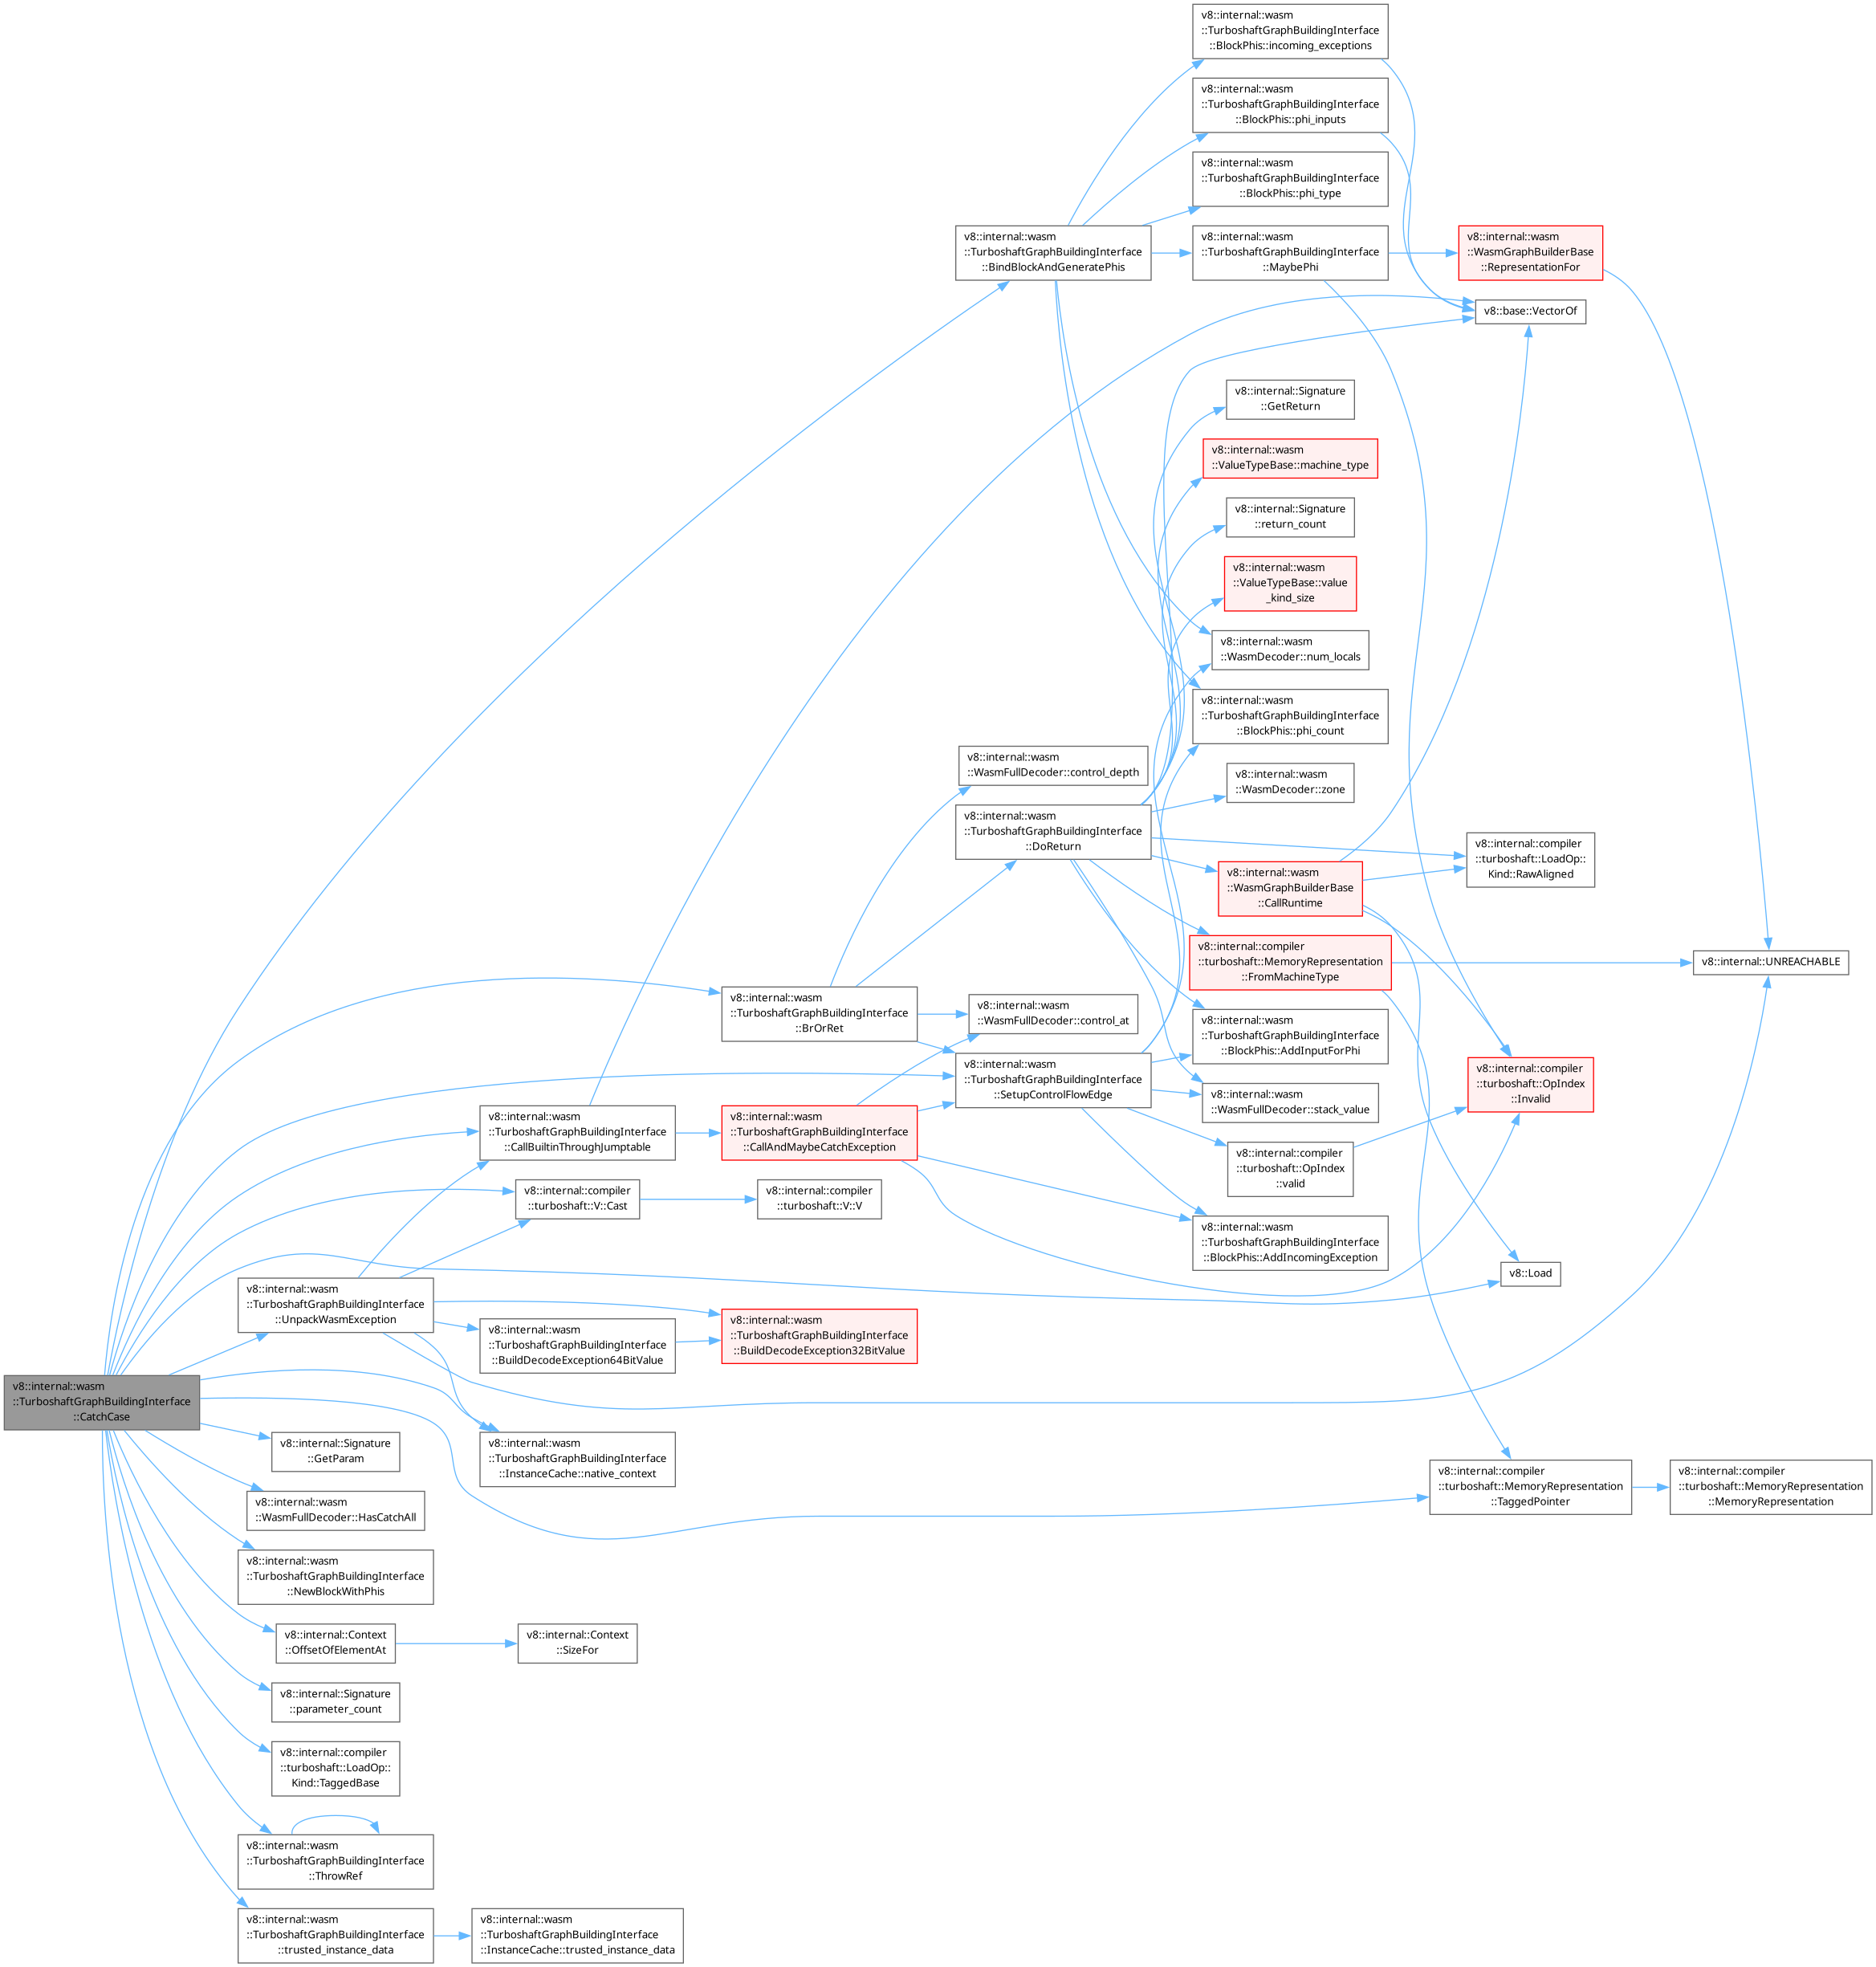 v8::internal::wasm
::TurboshaftGraphBuildingInterface
::BlockPhis::incoming_exceptions
v8::internal::wasm
::TurboshaftGraphBuildingInterface
::BlockPhis::phi_inputs
v8::internal::wasm
::TurboshaftGraphBuildingInterface
::BlockPhis::phi_type
v8::internal::wasm
::TurboshaftGraphBuildingInterface
::BindBlockAndGeneratePhis
v8::internal::wasm
::TurboshaftGraphBuildingInterface
::MaybePhi
v8::internal::wasm
::WasmGraphBuilderBase
::RepresentationFor
v8::base::VectorOf
v8::internal::Signature
::GetReturn
v8::internal::wasm
::ValueTypeBase::machine_type
v8::internal::Signature
::return_count
v8::internal::wasm
::ValueTypeBase::value
_kind_size
v8::internal::wasm
::WasmDecoder::num_locals
v8::internal::wasm
::TurboshaftGraphBuildingInterface
::BlockPhis::phi_count
v8::internal::wasm
::WasmFullDecoder::control_depth
v8::internal::wasm
::WasmDecoder::zone
v8::internal::wasm
::TurboshaftGraphBuildingInterface
::DoReturn
v8::internal::compiler
::turboshaft::LoadOp::
Kind::RawAligned
v8::internal::wasm
::WasmGraphBuilderBase
::CallRuntime
v8::internal::compiler
::turboshaft::MemoryRepresentation
::FromMachineType
v8::internal::UNREACHABLE
v8::internal::wasm
::TurboshaftGraphBuildingInterface
::BrOrRet
v8::internal::wasm
::WasmFullDecoder::control_at
v8::internal::wasm
::TurboshaftGraphBuildingInterface
::BlockPhis::AddInputForPhi
v8::internal::wasm
::TurboshaftGraphBuildingInterface
::SetupControlFlowEdge
v8::internal::wasm
::WasmFullDecoder::stack_value
v8::internal::compiler
::turboshaft::OpIndex
::Invalid
v8::internal::wasm
::TurboshaftGraphBuildingInterface
::CallBuiltinThroughJumptable
v8::internal::wasm
::TurboshaftGraphBuildingInterface
::CallAndMaybeCatchException
v8::internal::compiler
::turboshaft::OpIndex
::valid
v8::internal::compiler
::turboshaft::V::Cast
v8::internal::compiler
::turboshaft::V::V
v8::internal::wasm
::TurboshaftGraphBuildingInterface
::BlockPhis::AddIncomingException
v8::Load
v8::internal::wasm
::TurboshaftGraphBuildingInterface
::UnpackWasmException
v8::internal::wasm
::TurboshaftGraphBuildingInterface
::BuildDecodeException64BitValue
v8::internal::wasm
::TurboshaftGraphBuildingInterface
::BuildDecodeException32BitValue
v8::internal::wasm
::TurboshaftGraphBuildingInterface
::CatchCase
v8::internal::Signature
::GetParam
v8::internal::wasm
::TurboshaftGraphBuildingInterface
::InstanceCache::native_context
v8::internal::compiler
::turboshaft::MemoryRepresentation
::TaggedPointer
v8::internal::compiler
::turboshaft::MemoryRepresentation
::MemoryRepresentation
v8::internal::wasm
::WasmFullDecoder::HasCatchAll
v8::internal::wasm
::TurboshaftGraphBuildingInterface
::NewBlockWithPhis
v8::internal::Context
::OffsetOfElementAt
v8::internal::Context
::SizeFor
v8::internal::Signature
::parameter_count
v8::internal::compiler
::turboshaft::LoadOp::
Kind::TaggedBase
v8::internal::wasm
::TurboshaftGraphBuildingInterface
::ThrowRef
v8::internal::wasm
::TurboshaftGraphBuildingInterface
::trusted_instance_data
v8::internal::wasm
::TurboshaftGraphBuildingInterface
::InstanceCache::trusted_instance_data